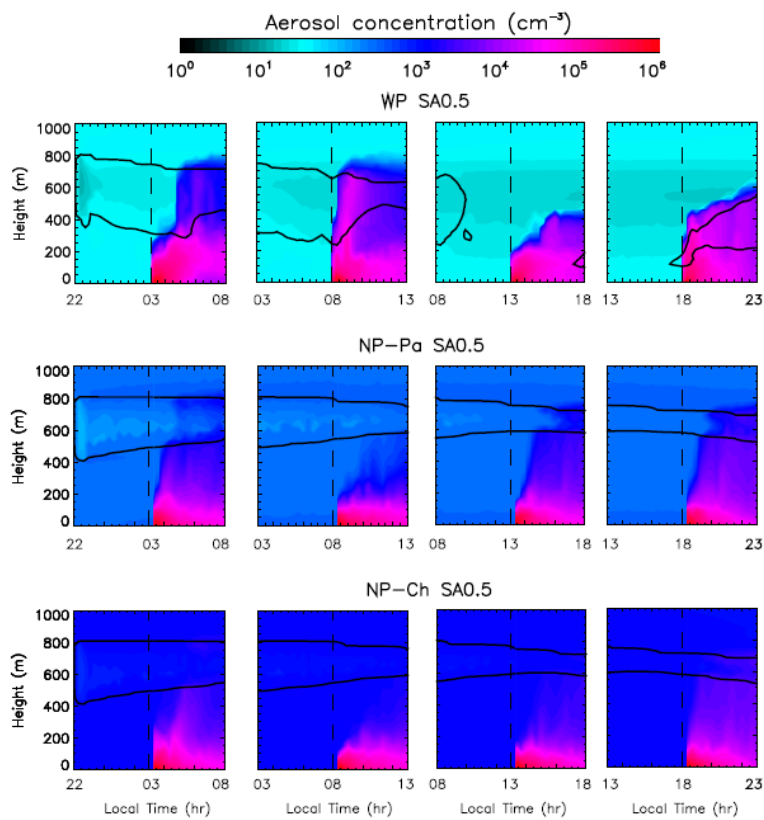 Aerosol concentration (cm⁻³)
10⁰ 10¹ 10² 10³ 10⁴ 10⁵ 10⁶
WP SA0.5
Height (m)
1000
800
600
400
200
0
22 03 08 03 08 13 08 13 18 13 18 23
NP-Pa SA0.5
Height (m)
1000
800
600
400
200
0
22 03 08 03 08 13 08 13 18 13 18 23
NP-Ch SA0.5
Height (m)
1000
800
600
400
200
0
22 03 08 03 08 13 08 13 18 13 18 23
Local Time (hr) Local Time (hr) Local Time (hr) Local Time (hr)